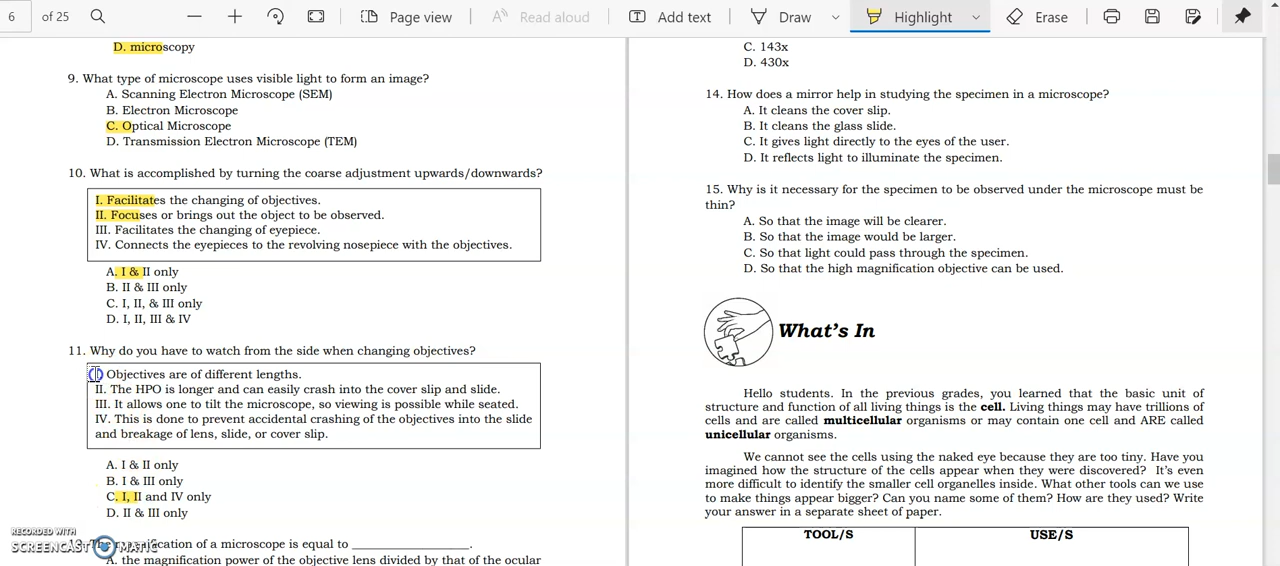 6 of 25
Page view
Read aloud
Add text
Draw
Highlight
Erase
D. microscopy
9. What type of microscope uses visible light to form an image?
A. Scanning Electron Microscope (SEM)
B. Electron Microscope
C. Optical Microscope
D. Transmission Electron Microscope (TEM)
10. What is accomplished by turning the coarse adjustment upwards/downwards?
I. Facilitates the changing of objectives.
II. Focuses or brings out the object to be observed.
III. Facilitates the changing of eyepiece.
IV. Connects the eyepieces to the revolving nosepiece with the objectives.
A. I & II only
B. II & III only
C. I, II, & III only
D. I, II, III & IV
11. Why do you have to watch from the side when changing objectives?
Objectives are of different lengths.
II. The HPO is longer and can easily crash into the cover slip and slide.
III. It allows one to tilt the microscope, so viewing is possible while seated.
IV. This is done to prevent accidental crashing of the objectives into the slide
and breakage of lens, slide, or cover slip.
A. I & II only
B. I & III only
C. I, II and IV only
D. II & III only
RECORDED WITH
SCREENCAST MATIC
magnification of a microscope is equal to ____________________.
A. the magnification power of the objective lens divided by that of the ocular
C. 143x
D. 430x
14. How does a mirror help in studying the specimen in a microscope?
A. It cleans the cover slip.
B. It cleans the glass slide.
C. It gives light directly to the eyes of the user.
D. It reflects light to illuminate the specimen.
15. Why is it necessary for the specimen to be observed under the microscope must be
thin?
A. So that the image will be clearer.
B. So that the image would be larger.
C. So that light could pass through the specimen.
D. So that the high magnification objective can be used.
What's In
Hello students. In the previous grades, you learned that the basic unit of
structure and function of all living things is the cell. Living things may have trillions of
cells and are called multicellular organisms or may contain one cell and ARE called
unicellular organisms.
We cannot see the cells using the naked eye because they are too tiny. Have you
imagined how the structure of the cells appear when they were discovered? It's even
more difficult to identify the smaller cell organelles inside. What other tools can we use
to make things appear bigger? Can you name some of them? How are they used? Write
your answer in a separate sheet of paper.
TOOL/S
USE/S